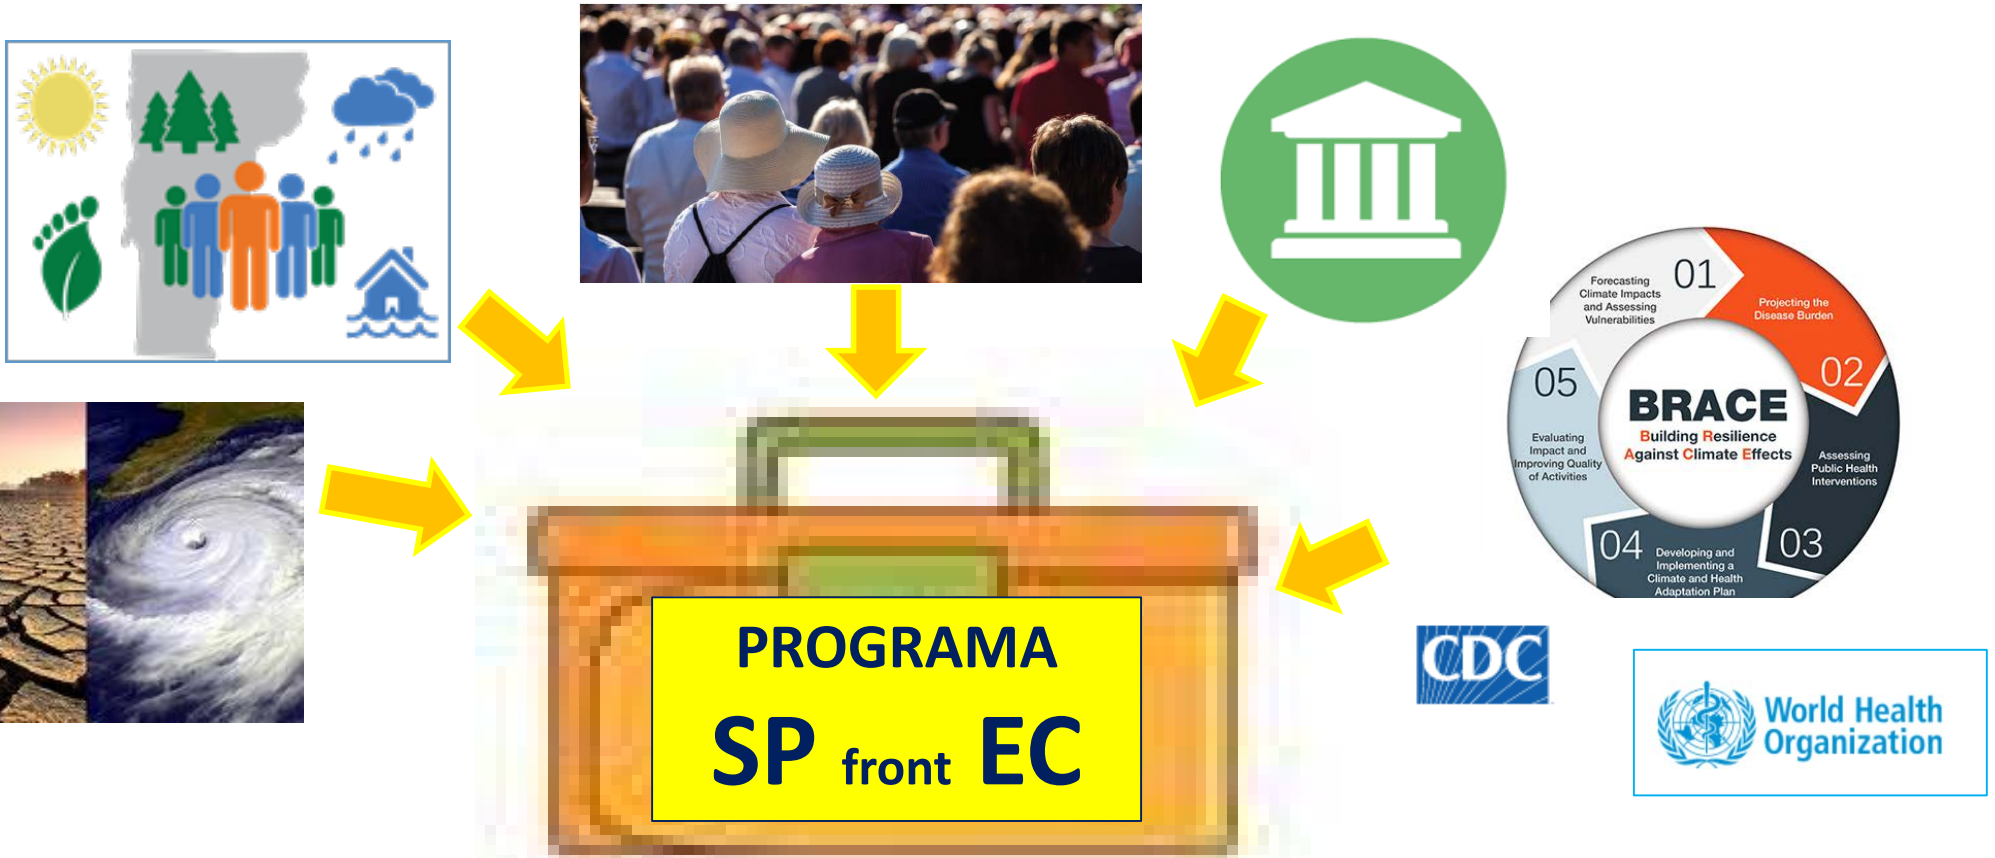 01
Forecasting
Climate Impacts
and Assessing
Vulnerabilities
Projecting the
Disease Burden
02
05
BRACE
Building Resilience
Against Climate Effects
Evaluating
Impact and
Improving Quality
of Activities
Assessing
Public Health
Interventions
03
04
Developing and
Implementing a
Climate and Health
Adaptation Plan
PROGRAMA
SP front EC
CDC
World Health
Organization